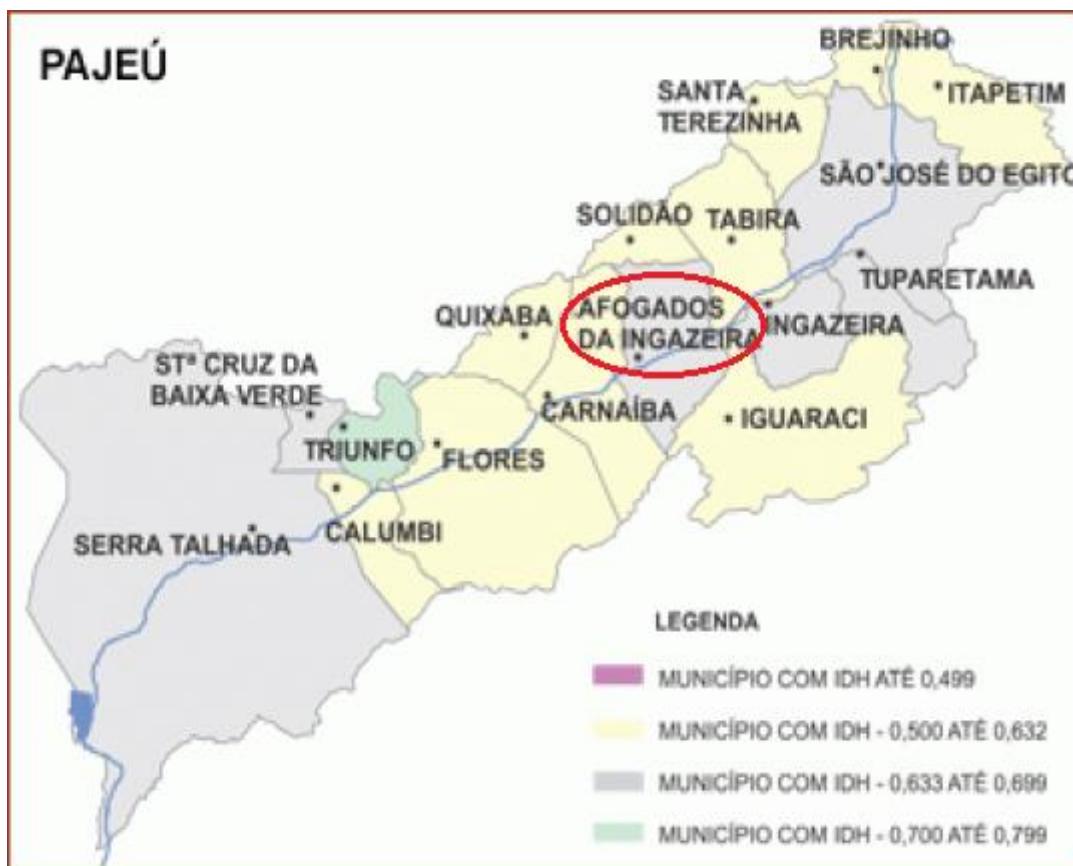 PAJEÚ
BREJINHO
ITAPETIM
SANTA
TEREZINHA
SÃO JOSÉ DO EGITO
SOLIDÃO
TABIRA
TUPARETAMA
QUIXABA
AFOGADOS
DA INGAZEIRA
INGAZEIRA
STª CRUZ DA
BAIXA VERDE
CARNAÍBA
IGUARACI
TRIUNFO
FLORES
CALUMBI
SERRA TALHADA
LEGENDA
MUNICÍPIO COM IDH ATÉ 0,499
MUNICÍPIO COM IDH - 0,500 ATÉ 0,632
MUNICÍPIO COM IDH - 0,633 ATÉ 0,699
MUNICÍPIO COM IDH - 0,700 ATÉ 0,799